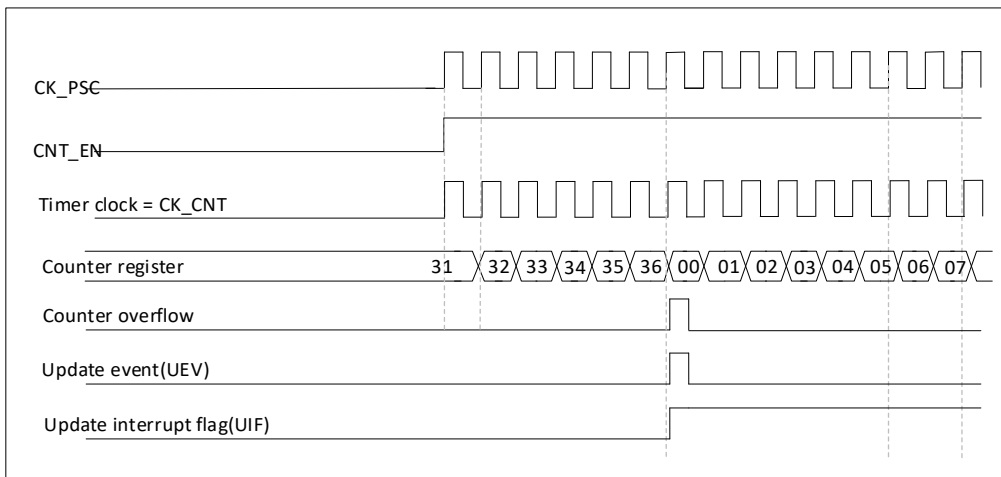 CK_PSC
CNT_EN
Timer clock = CK_CNT
Counter register 31 32 33 34 35 36 00 01 02 03 04 05 06 07
Counter overflow
Update event(UEV)
Update interrupt flag(UIF)